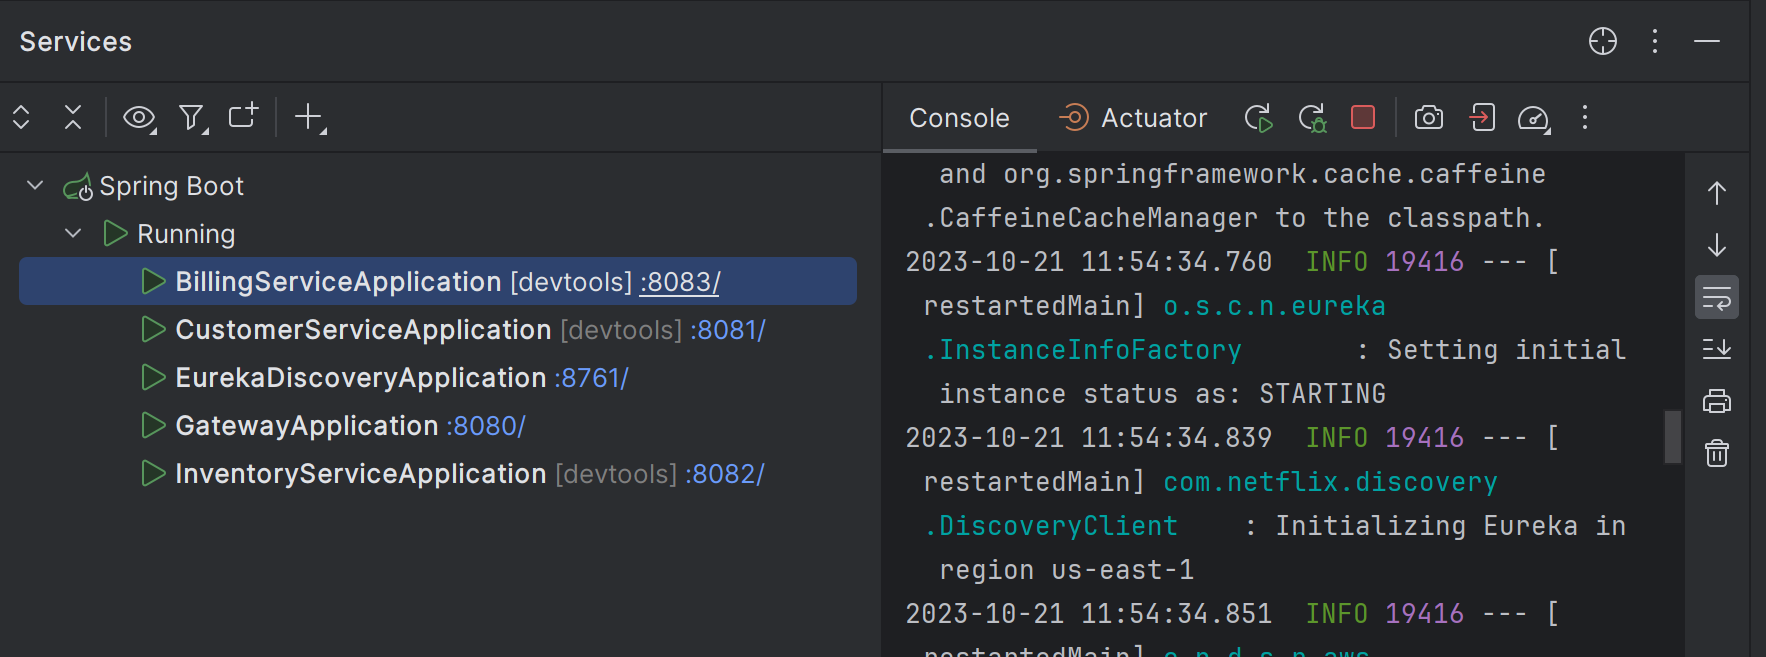 Services
Console
Actuator
Spring Boot
Running
BillingServiceApplication [devtools] :8083/
CustomerServiceApplication [devtools] :8081/
EurekaDiscoveryApplication :8761/
GatewayApplication :8080/
InventoryServiceApplication [devtools] :8082/
and org.springframework.cache.caffeine
.CaffeineCacheManager to the classpath.
2023-10-21 11:54:34.760  INFO 19416 --- [
restartedMain] o.s.c.n.eureka
.InstanceInfoFactory       : Setting initial
instance status as: STARTING
2023-10-21 11:54:34.839  INFO 19416 --- [
restartedMain] com.netflix.discovery
.DiscoveryClient    : Initializing Eureka in
region us-east-1
2023-10-21 11:54:34.851  INFO 19416 --- [
restartedMain]